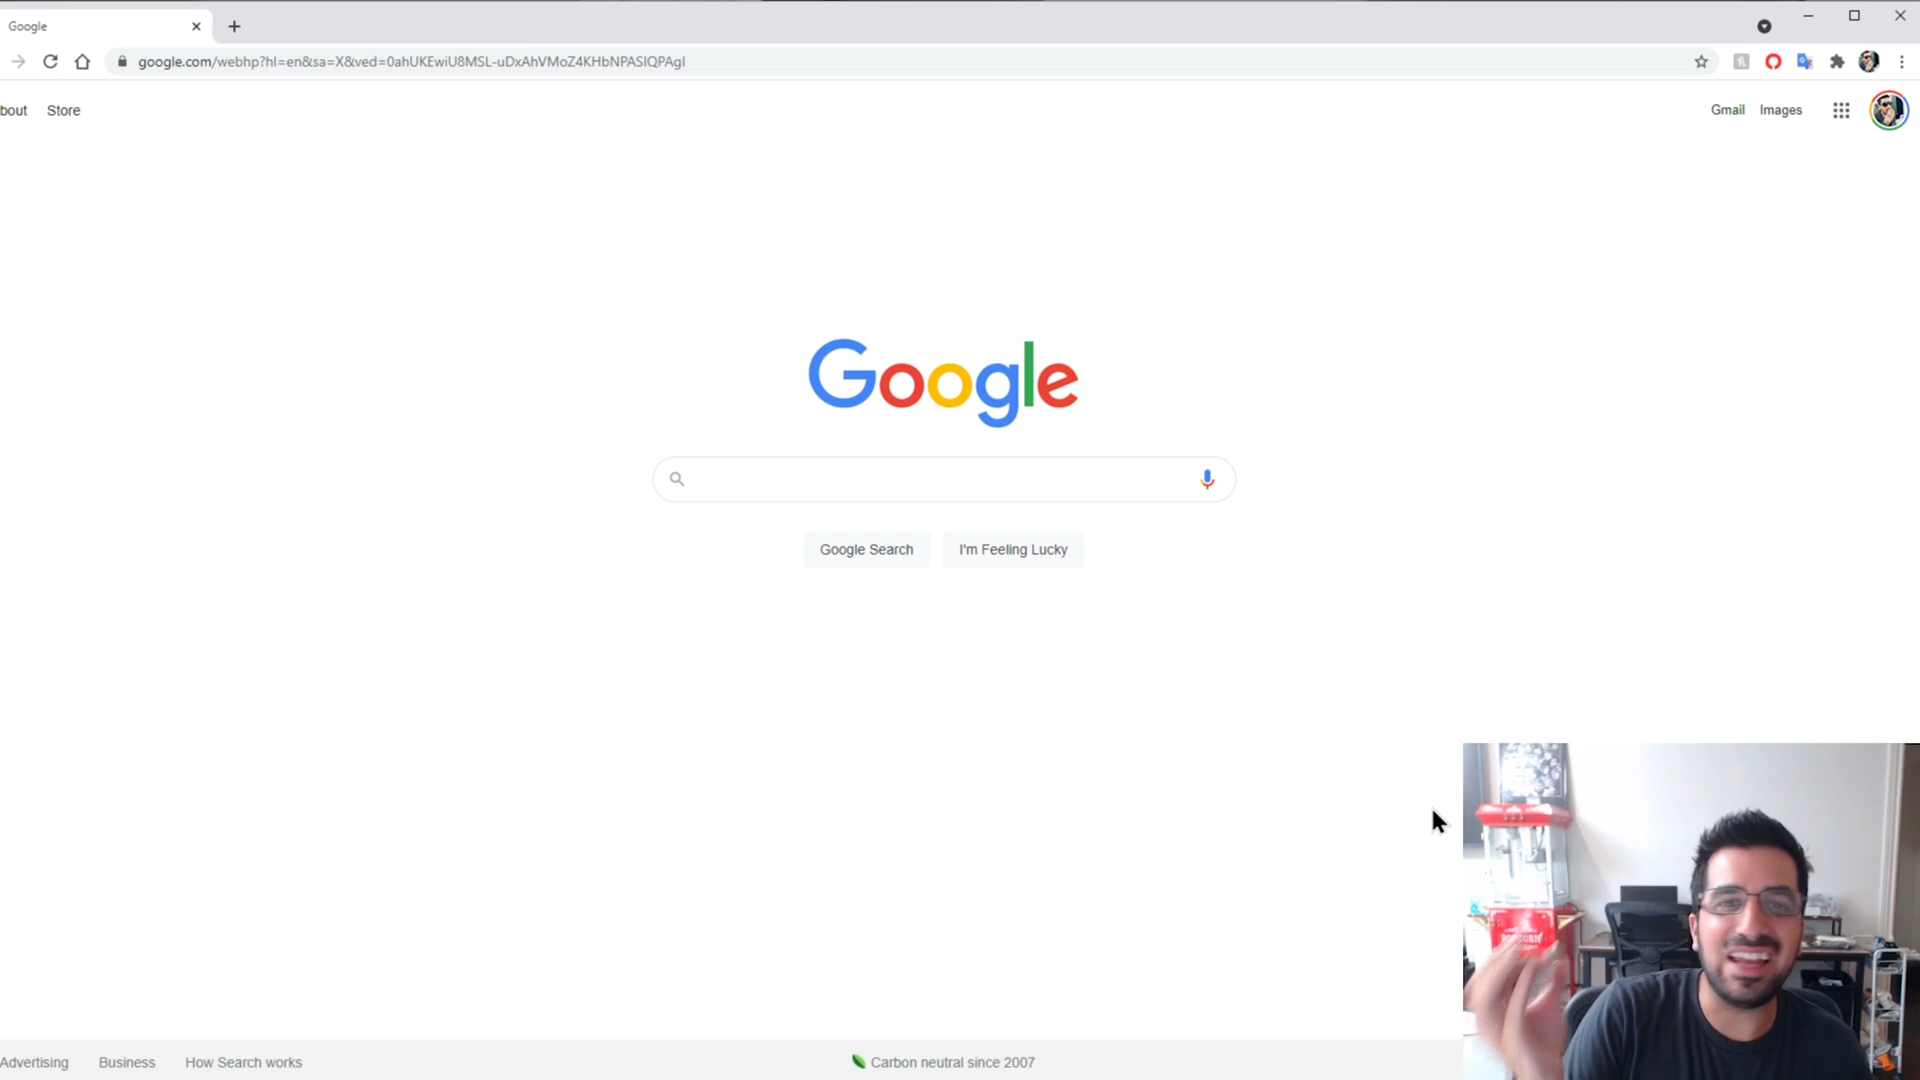 Google
google.com/webhp?hl=en&sa=X&ved=0ahUKEwiU8MSL-uDxAhVMoZ4KHbNPASIQPAgI
bout Store
Gmail Images
Google
Google Search I'm Feeling Lucky
POPCORN
Advertising Business How Search works
Carbon neutral since 2007